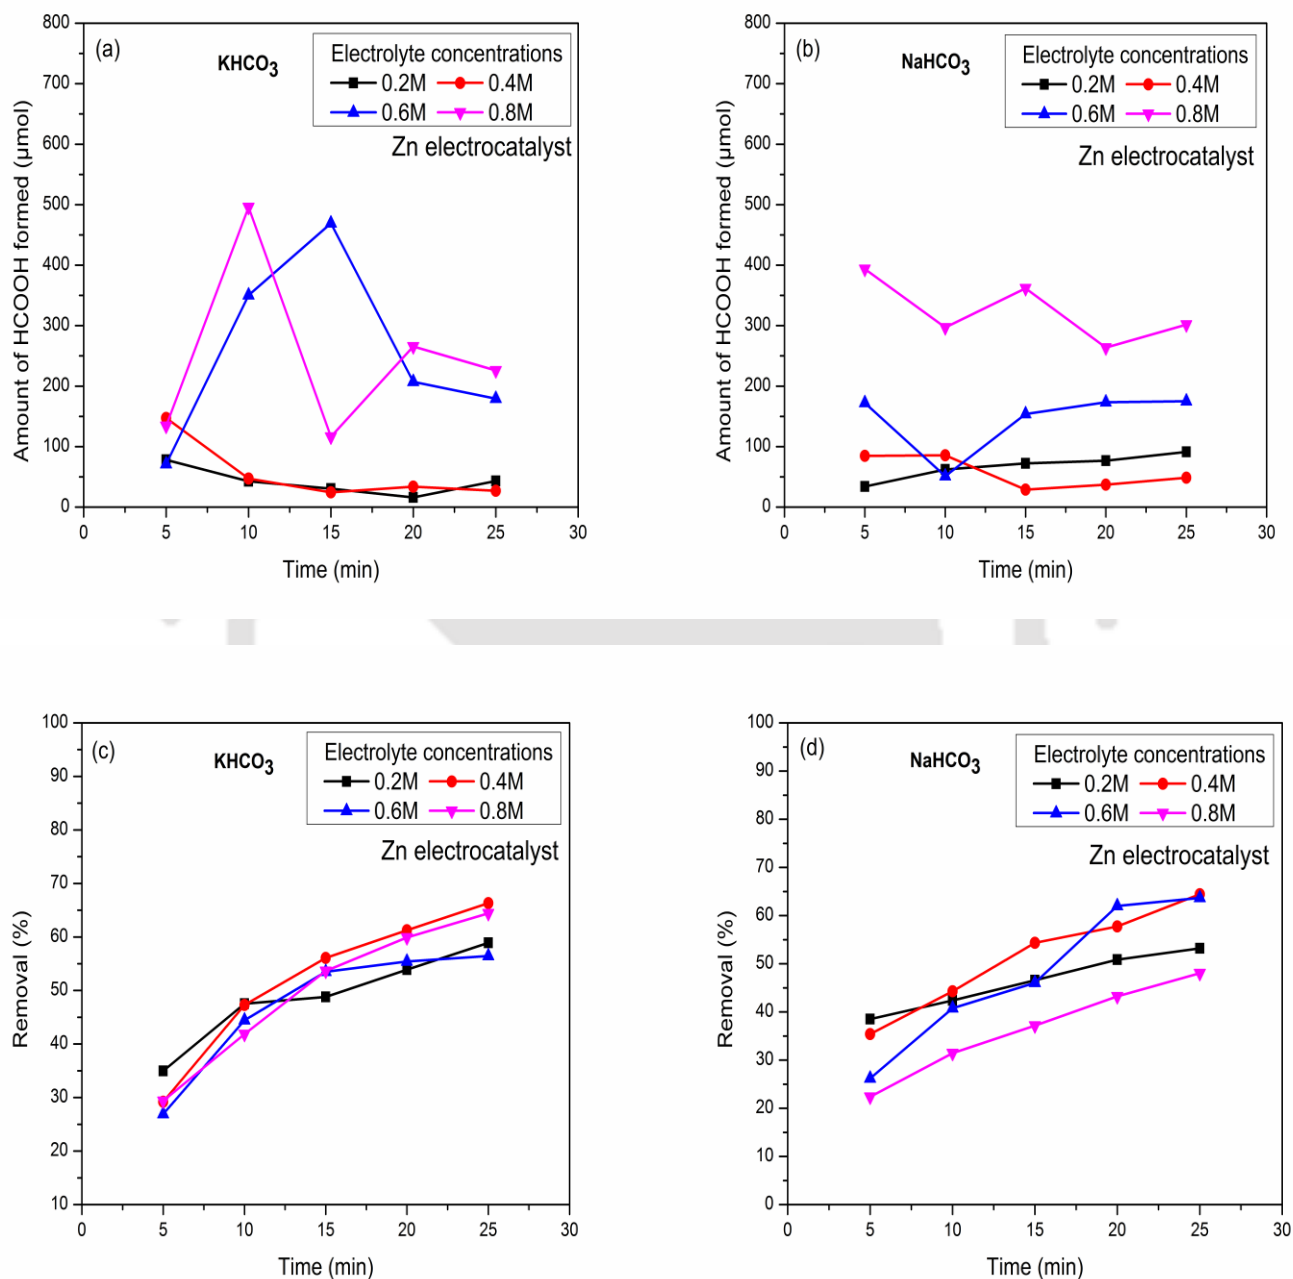 (a)
KHCO3
Electrolyte concentrations
0.2M 0.4M
0.6M 0.8M
Zn electrocatalyst
Amount of HCOOH formed (µmol)
800
700
600
500
400
300
200
100
0
0 5 10 15 20 25 30
Time (min)
(b)
NaHCO3
Electrolyte concentrations
0.2M 0.4M
0.6M 0.8M
Zn electrocatalyst
Amount of HCOOH formed (µmol)
800
700
600
500
400
300
200
100
0
0 5 10 15 20 25 30
Time (min)
(c)
KHCO3
Electrolyte concentrations
0.2M 0.4M
0.6M 0.8M
Zn electrocatalyst
Removal (%)
100
90
80
70
60
50
40
30
20
10
0 5 10 15 20 25 30
Time (min)
(d)
NaHCO3
Electrolyte concentrations
0.2M 0.4M
0.6M 0.8M
Zn electrocatalyst
Removal (%)
100
90
80
70
60
50
40
30
20
10
0
0 5 10 15 20 25 30
Time (min)